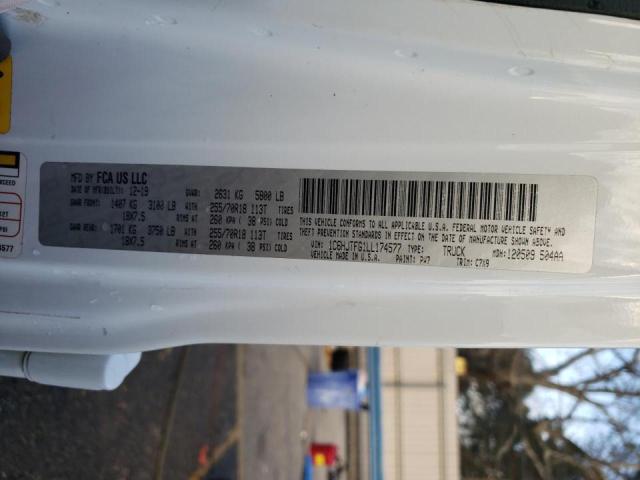 MFD BY FCA US LLC
DATE OF MFR(BUILT): 12-19
GVWR: 2631 KG 5800 LB
GAWR FRONT: 1407 KG 3100 LB WITH 255/70R18 113T TIRES
18X7.5 RIMS AT 260 KPA ( 38 PSI) COLD
GAWR REAR: 1701 KG 3750 LB WITH 255/70R18 113T TIRES
18X7.5 RIMS AT 260 KPA ( 38 PSI) COLD
THIS VEHICLE CONFORMS TO ALL APPLICABLE U.S.A. FEDERAL MOTOR VEHICLE SAFETY
STANDARDS IN EFFECT ON THE DATE OF MANUFACTURE SHOWN ABOVE.
VIN: 1C6HJTFG1LL174577 TYPE: TRUCK
VEHICLE MADE IN U.S.A. PAINT: PW7 TRIM: C7X9
MDH: 120509 504AA
EXCEED
4577